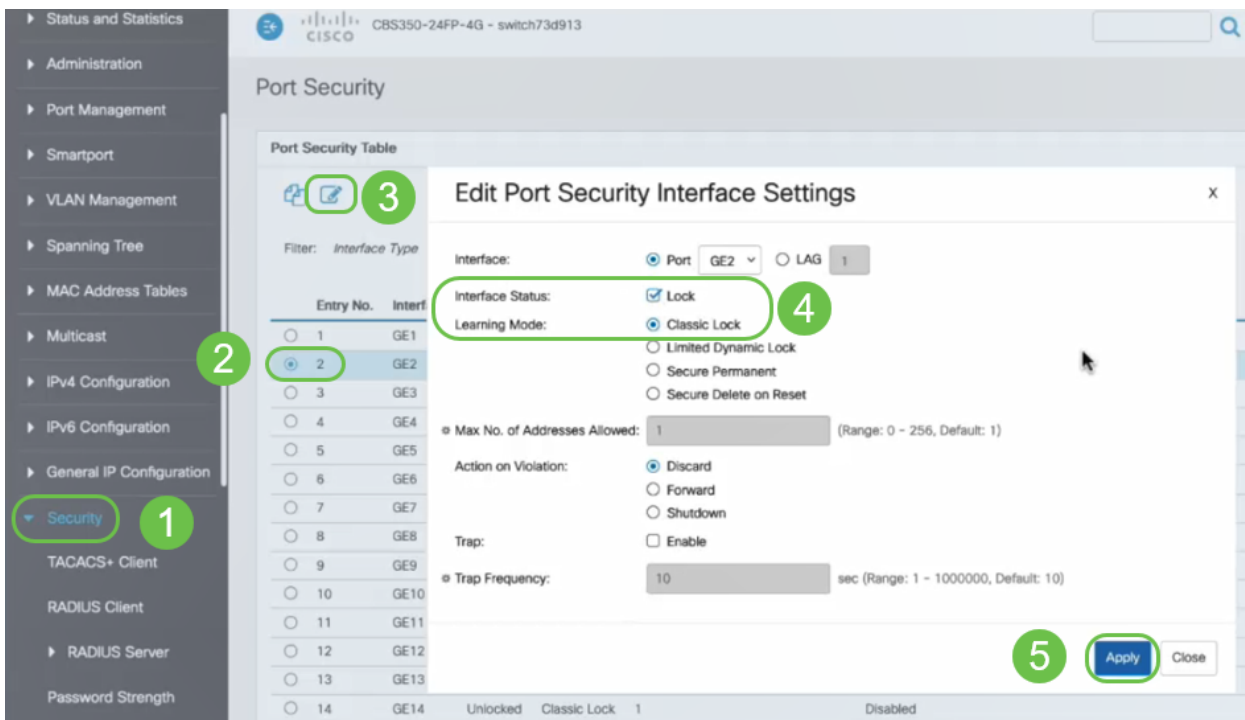 Status and Statistics
Administration
Port Management
Smartport
VLAN Management
Spanning Tree
MAC Address Tables
Multicast
IPv4 Configuration
IPv6 Configuration
General IP Configuration
Security
1
TACACS+ Client
RADIUS Client
RADIUS Server
Password Strength
CISCO
CBS350-24FP-4G - switch73d913
Port Security
Port Security Table
3
Filter: Interface Type
Entry No. Interf
1 GE1
2
2 GE2
3 GE3
4 GE4
5 GE5
6 GE6
7 GE7
8 GE8
9 GE9
10 GE10
11 GE11
12 GE12
13 GE13
14 GE14 Unlocked Classic Lock 1 Disabled
Edit Port Security Interface Settings
X
Interface: Port GE2 LAG 1
Interface Status: Lock
4
Learning Mode: Classic Lock
Limited Dynamic Lock
Secure Permanent
Secure Delete on Reset
Max No. of Addresses Allowed: 1 (Range: 0 - 256, Default: 1)
Action on Violation: Discard
Forward
Shutdown
Trap: Enable
Trap Frequency: 10 sec (Range: 1 - 1000000, Default: 10)
5
Apply Close